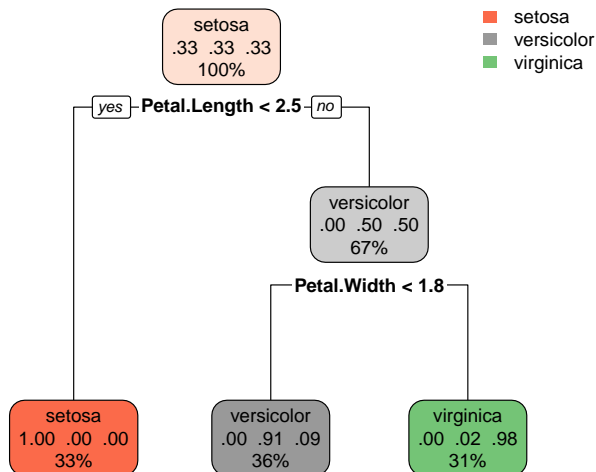 setosa
.33 .33 .33
100%
setosa
versicolor
virginica
yes Petal.Length < 2.5 no
versicolor
.00 .50 .50
67%
Petal.Width < 1.8
setosa
1.00 .00 .00
33%
versicolor
.00 .91 .09
36%
virginica
.00 .02 .98
31%